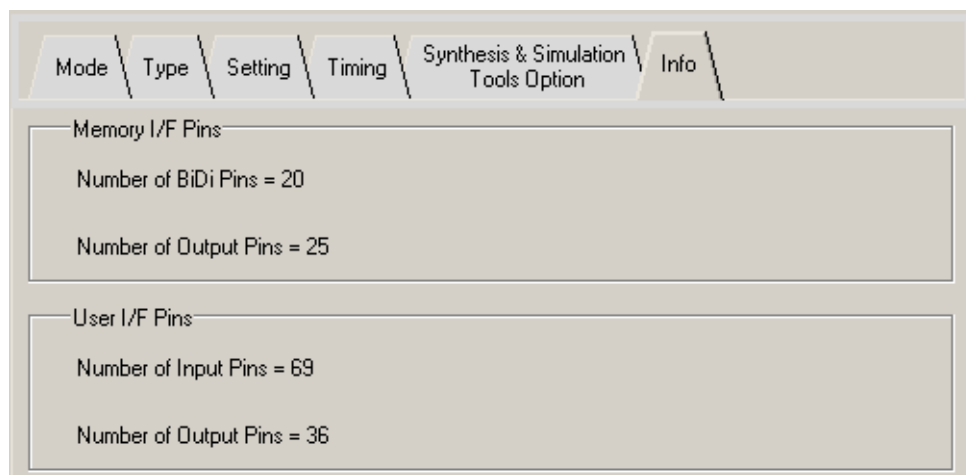 Mode Type Setting Timing Synthesis & Simulation Tools Option Info
Memory I/F Pins
Number of BiDi Pins = 20
Number of Output Pins = 25
User I/F Pins
Number of Input Pins = 69
Number of Output Pins = 36